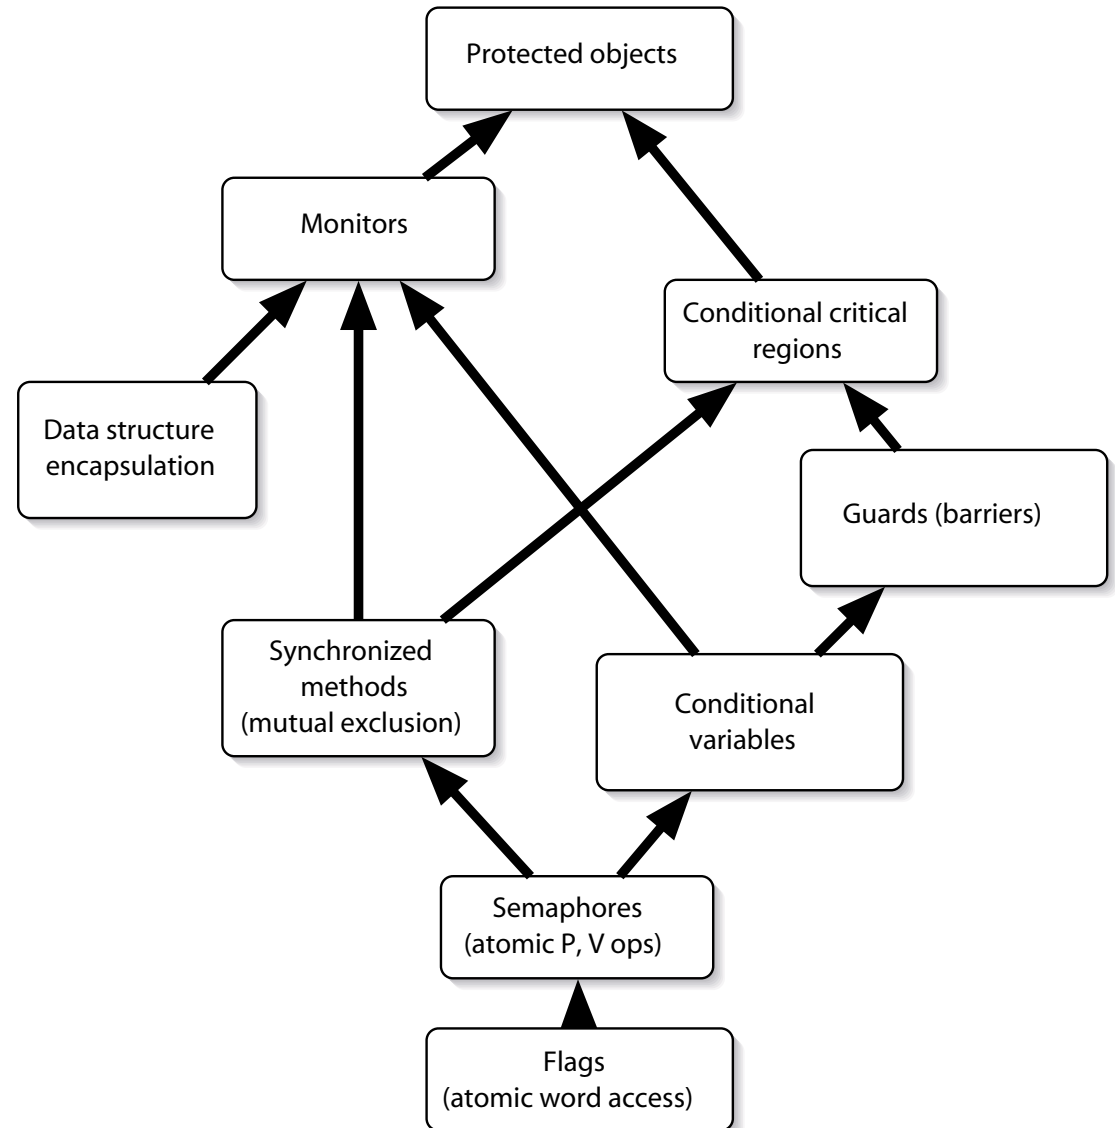 Protected objects
Monitors
Conditional critical
regions
Data structure
encapsulation
Guards (barriers)
Synchronized
methods
(mutual exclusion)
Conditional
variables
Semaphores
(atomic P, V ops)
Flags
(atomic word access)